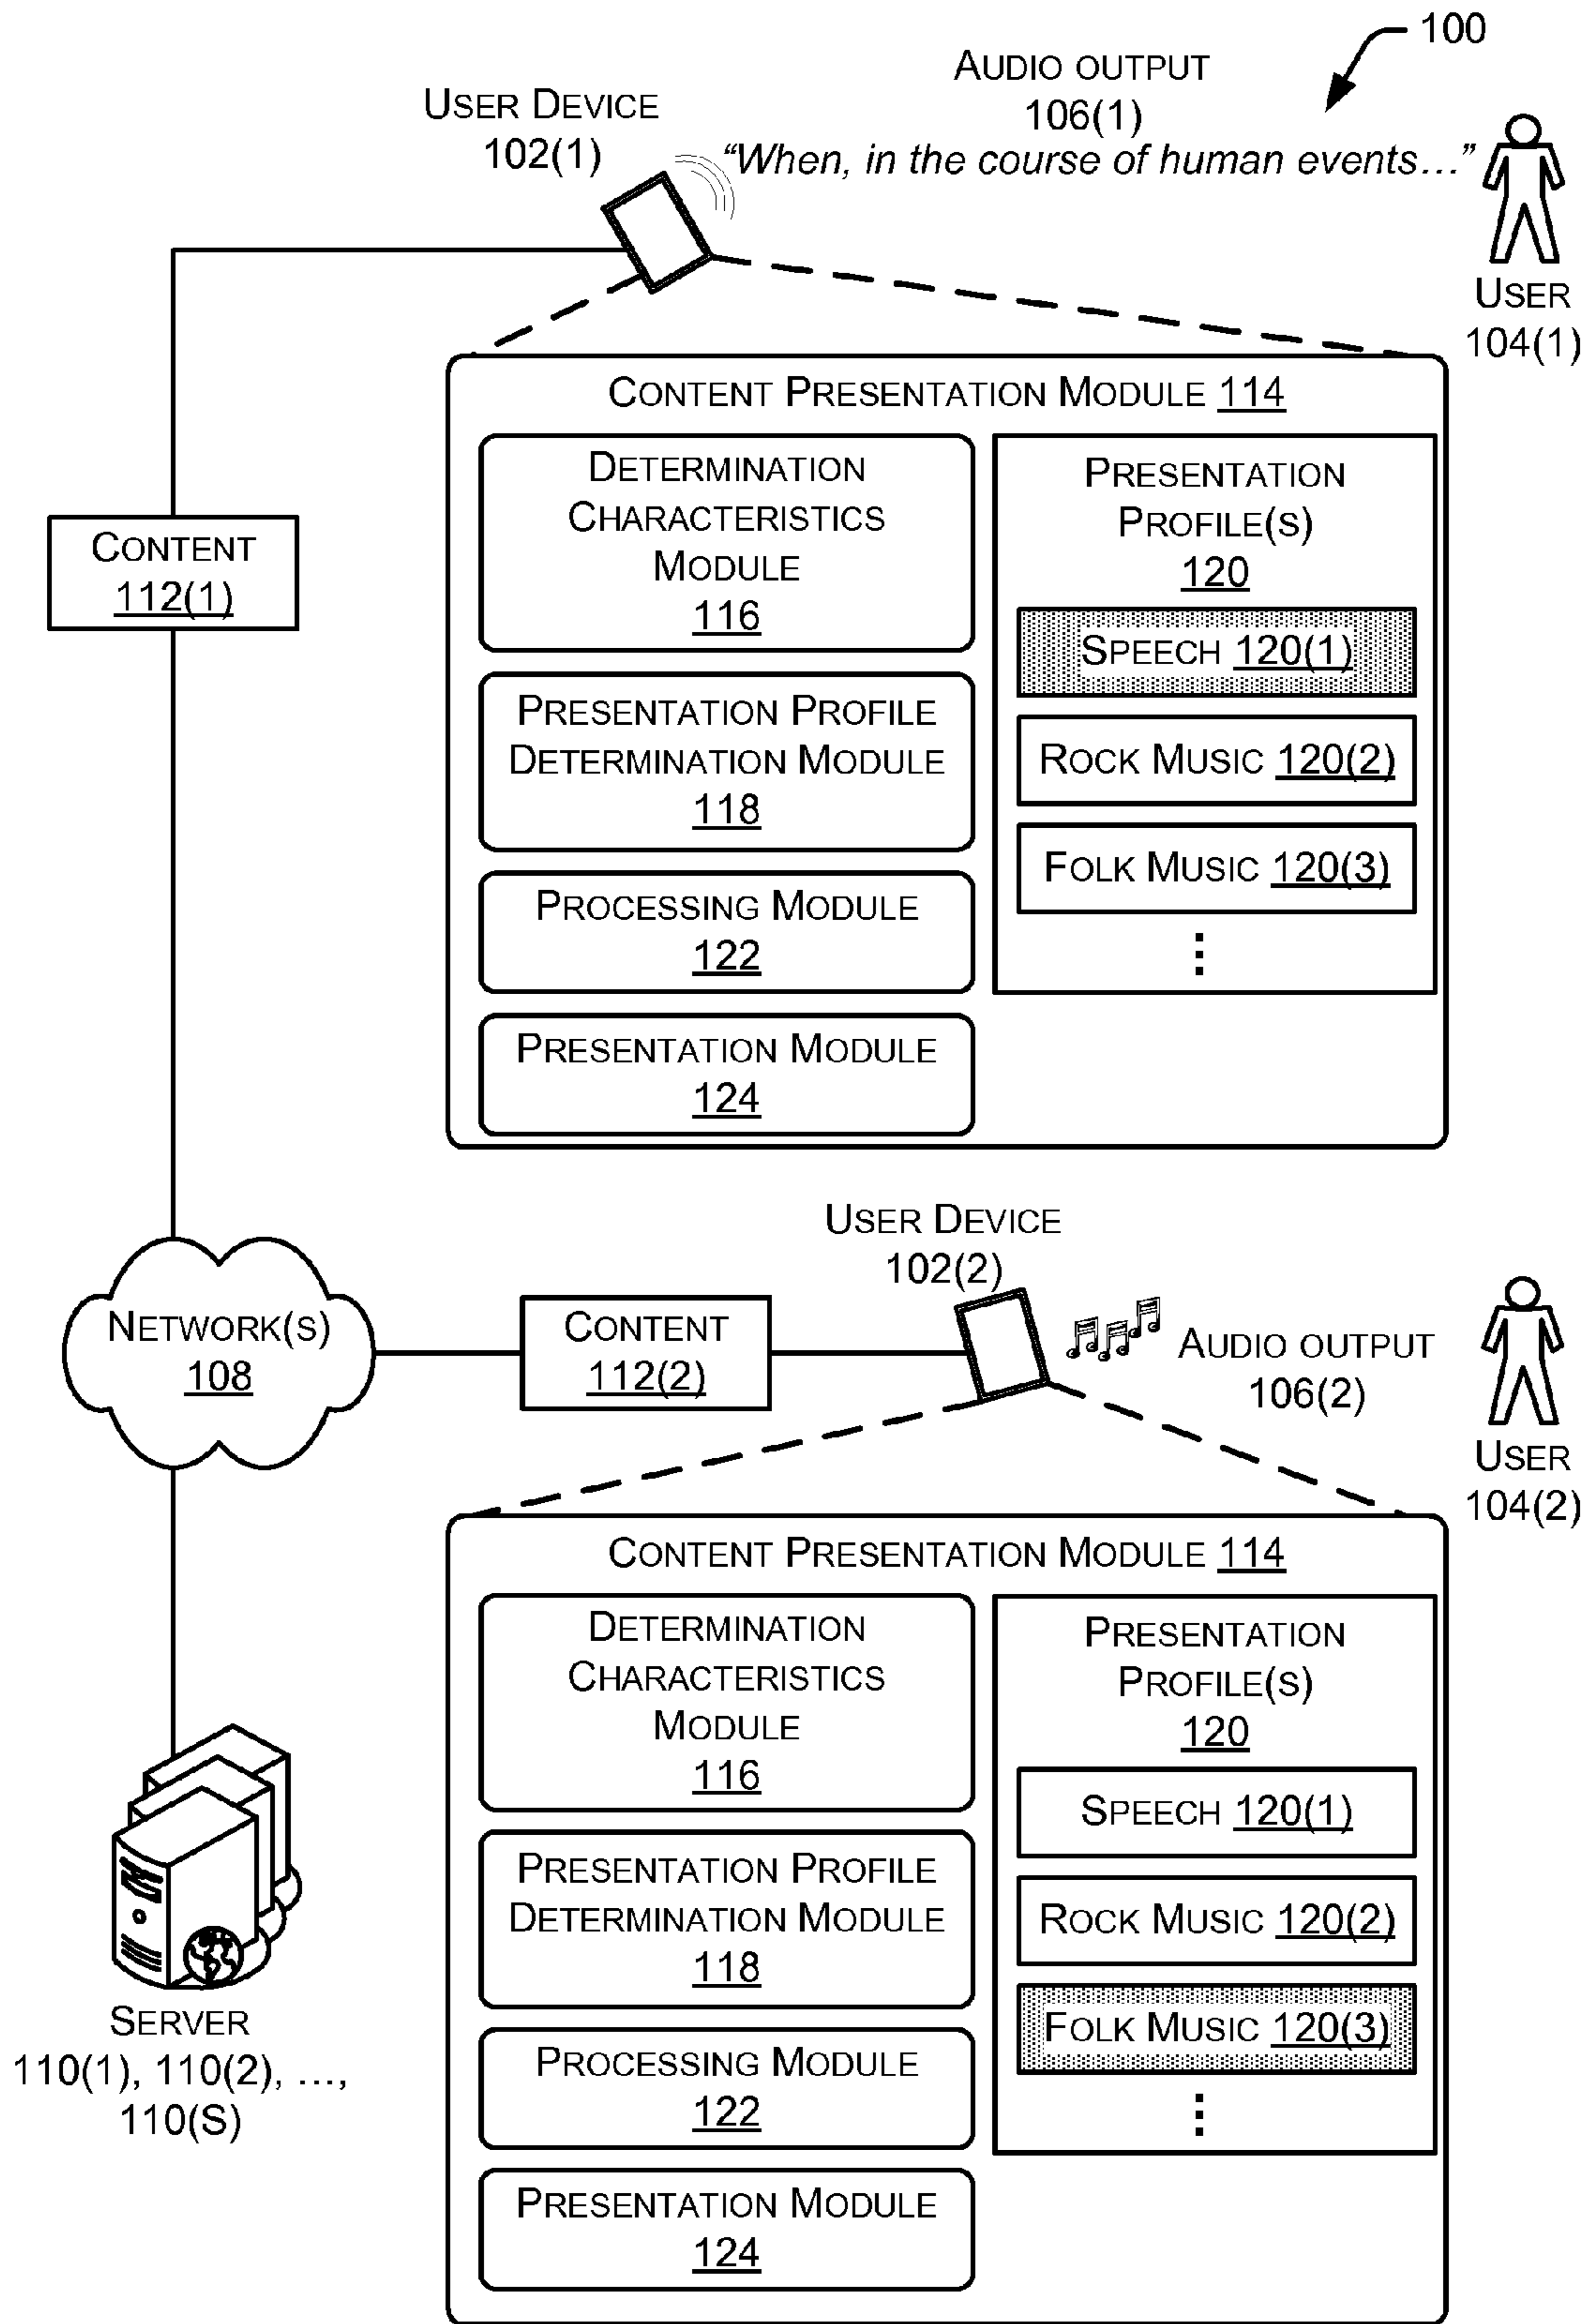 100
AUDIO OUTPUT
106(1)
USER DEVICE
102(1)
“When, in the course of human events...”
USER
104(1)
CONTENT PRESENTATION MODULE 114
DETERMINATION
CHARACTERISTICS
MODULE
116
PRESENTATION PROFILE
DETERMINATION MODULE
118
PROCESSING MODULE
122
PRESENTATION MODULE
124
PRESENTATION
PROFILE(S)
120
SPEECH 120(1)
ROCK MUSIC 120(2)
FOLK MUSIC 120(3)
⋮
CONTENT
112(1)
NETWORK(S)
108
CONTENT
112(2)
USER DEVICE
102(2)
AUDIO OUTPUT
106(2)
USER
104(2)
CONTENT PRESENTATION MODULE 114
DETERMINATION
CHARACTERISTICS
MODULE
116
PRESENTATION PROFILE
DETERMINATION MODULE
118
PROCESSING MODULE
122
PRESENTATION MODULE
124
PRESENTATION
PROFILE(S)
120
SPEECH 120(1)
ROCK MUSIC 120(2)
FOLK MUSIC 120(3)
⋮
SERVER
110(1), 110(2), ...,
110(S)